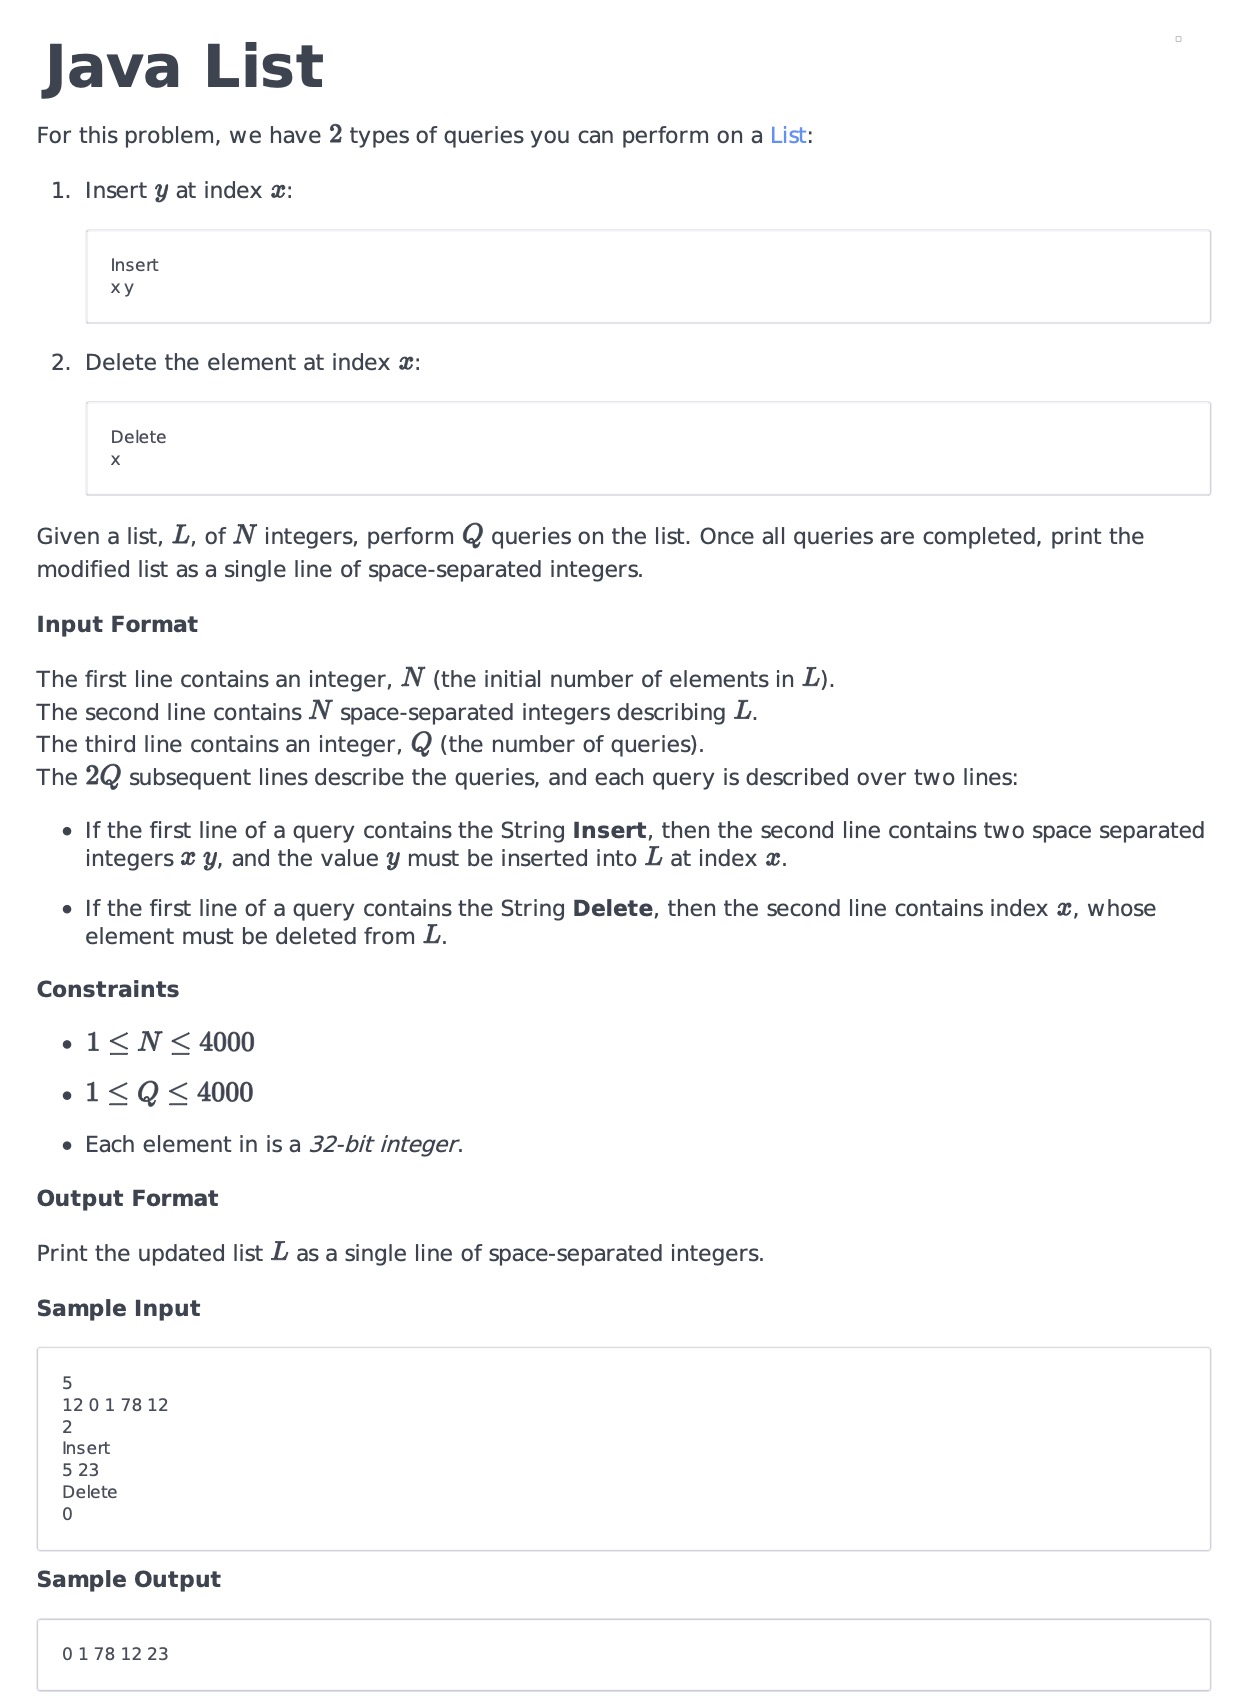 Java List
For this problem, we have 2 types of queries you can perform on a List:
1. Insert y at index x:
Insert
x y
2. Delete the element at index x:
Delete
x
Given a list, L, of N integers, perform Q queries on the list. Once all queries are completed, print the
modified list as a single line of space-separated integers.
Input Format
The first line contains an integer, N (the initial number of elements in L).
The second line contains N space-separated integers describing L.
The third line contains an integer, Q (the number of queries).
The 2Q subsequent lines describe the queries, and each query is described over two lines:
• If the first line of a query contains the String Insert, then the second line contains two space separated
integers x y, and the value y must be inserted into L at index x.
• If the first line of a query contains the String Delete, then the second line contains index x, whose
element must be deleted from L.
Constraints
• 1 ≤ N ≤ 4000
• 1 ≤ Q ≤ 4000
• Each element in is a 32-bit integer.
Output Format
Print the updated list L as a single line of space-separated integers.
Sample Input
5
12 0 1 78 12
2
Insert
5 23
Delete
0
Sample Output
0 1 78 12 23